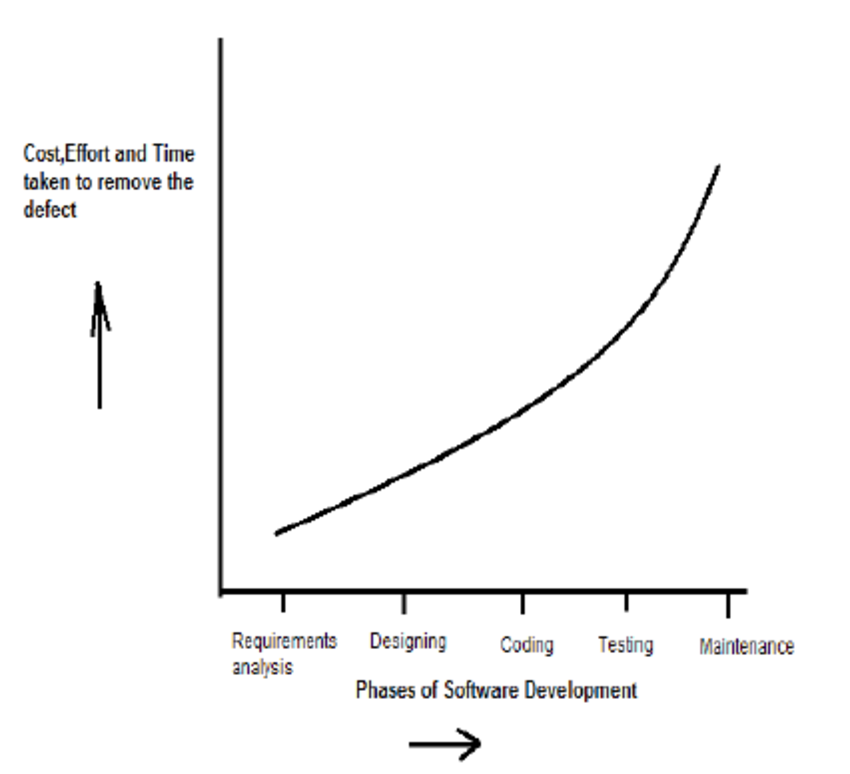 Cost,Effort and Time
taken to remove the
defect
Requirements
analysis
Designing
Coding
Testing
Maintenance
Phases of Software Development